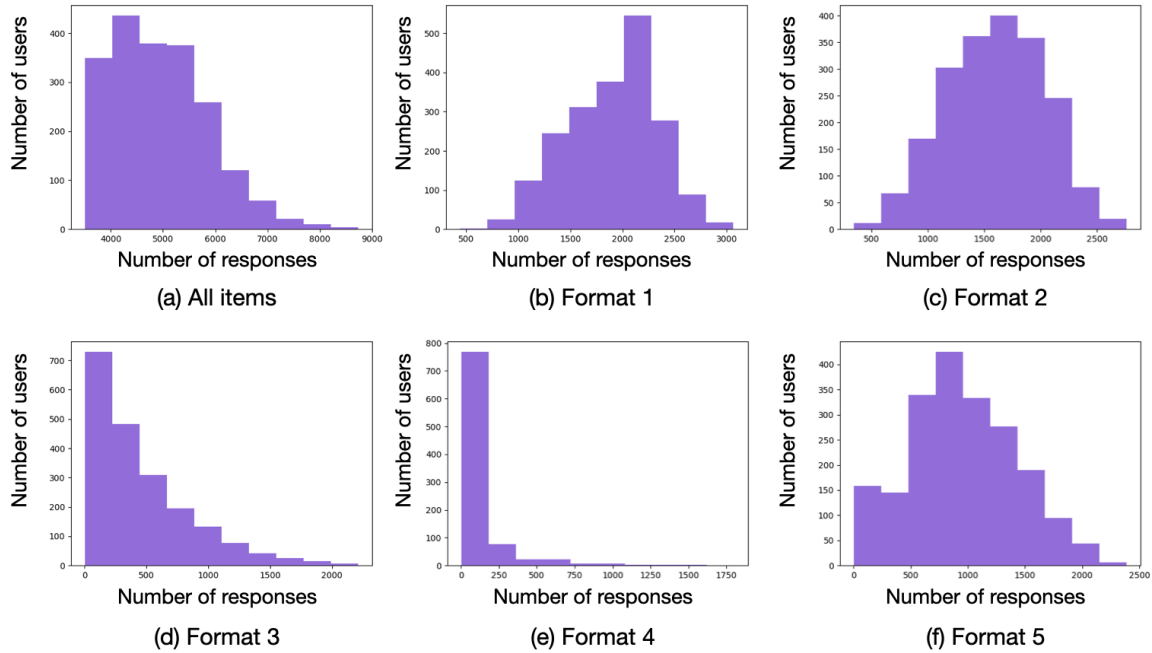 Number of users
400
300
200
100
0
4000 5000 6000 7000 8000 9000
Number of responses
(a) All items
Number of users
500
400
300
200
100
0
500 1000 1500 2000 2500 3000
Number of responses
(b) Format 1
Number of users
400
350
300
250
200
150
100
50
0
500 1000 1500 2000 2500
Number of responses
(c) Format 2
Number of users
700
600
500
400
300
200
100
0
0 500 1000 1500 2000
Number of responses
(d) Format 3
Number of users
800
700
600
500
400
300
200
100
0
0 250 500 750 1000 1250 1500 1750
Number of responses
(e) Format 4
Number of users
400
350
300
250
200
150
100
50
0
0 500 1000 1500 2000 2500
Number of responses
(f) Format 5